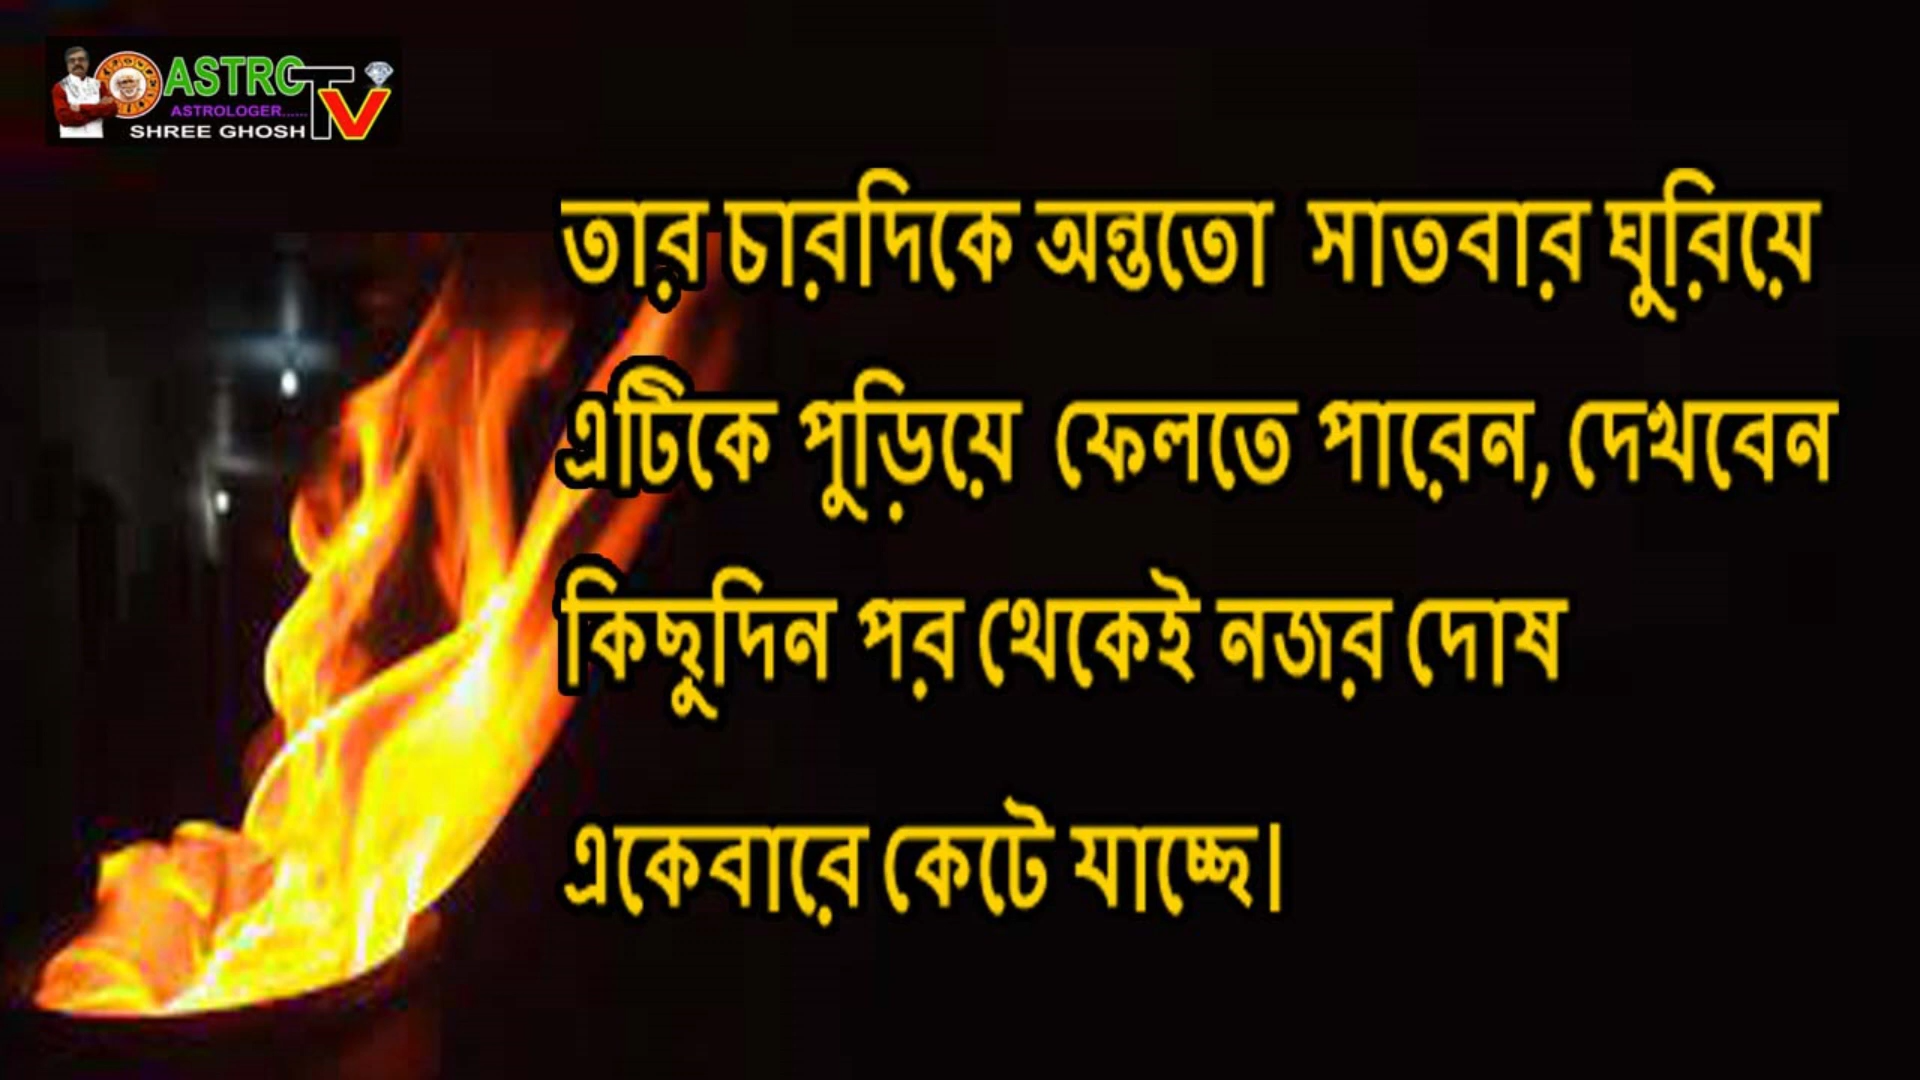 ASTRO TV
ASTROLOGER......
SHREE GHOSH
তার চারদিকে অন্ততো সাতবার ঘুরিয়ে
এটিকে পুড়িয়ে ফেলতে পারেন, দেখবেন
কিছুদিন পর থেকেই নজর দোষ
একেবারে কেটে যাচ্ছে।